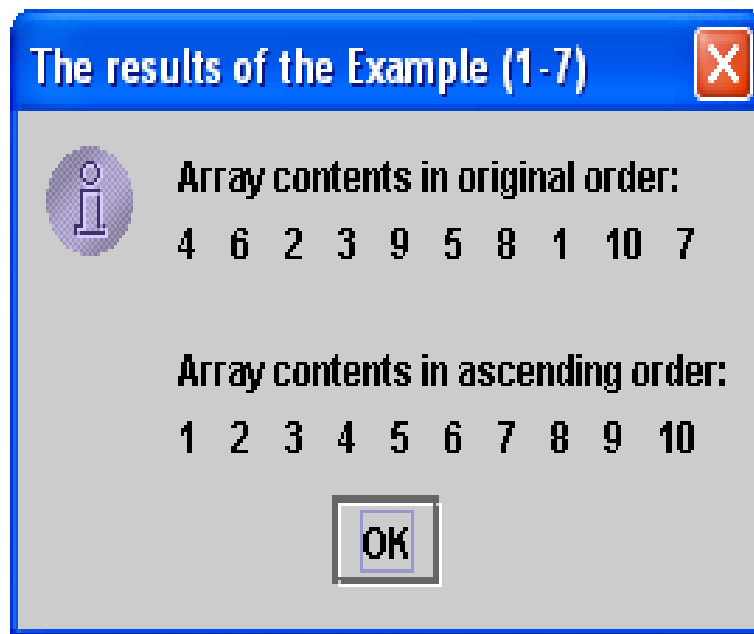 The results of the Example (1-7)
Array contents in original order:
4 6 2 3 9 5 8 1 10 7
Array contents in ascending order:
1 2 3 4 5 6 7 8 9 10
OK